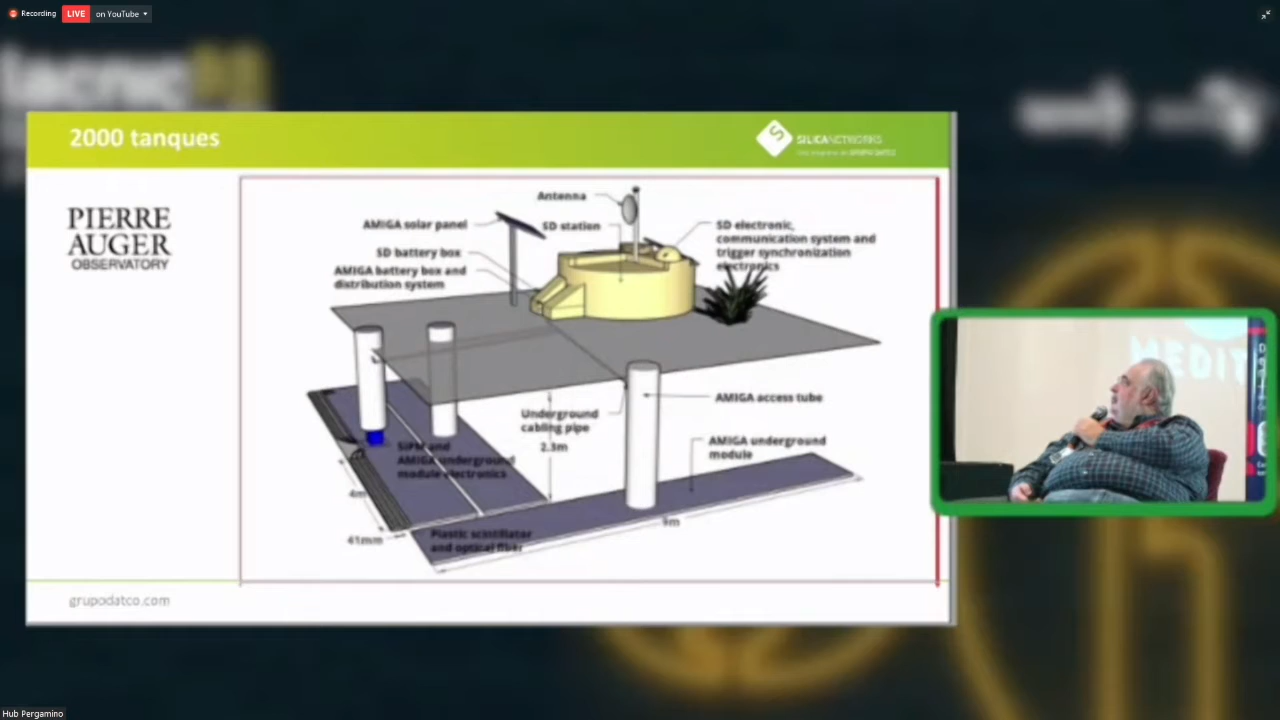 Recording
LIVE on YouTube
2000 tanques
SILICANETWORKS
PIERRE
AUGER
OBSERVATORY
Antenna
AMIGA solar panel
SD station
SD electronic,
communication system and
trigger synchronization
electronics
SD battery box
AMIGA battery box and
distribution system
AMIGA access tube
Underground
cabling pipe
2.3m
AMIGA underground
module
SiPM and
AMIGA underground
module electronics
4m
9m
41mm
Plastic scintillator
and optical fiber
grupodatco.com
MEDIT
Hub Pergamino